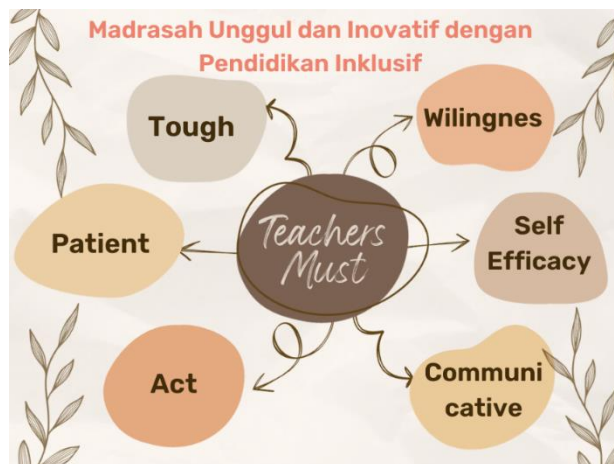 Madrasah Unggul dan Inovatif dengan
Pendidikan Inklusif
Tough
Wilingnes
Teachers
Must
Patient
Self
Efficacy
Act
Communi
cative